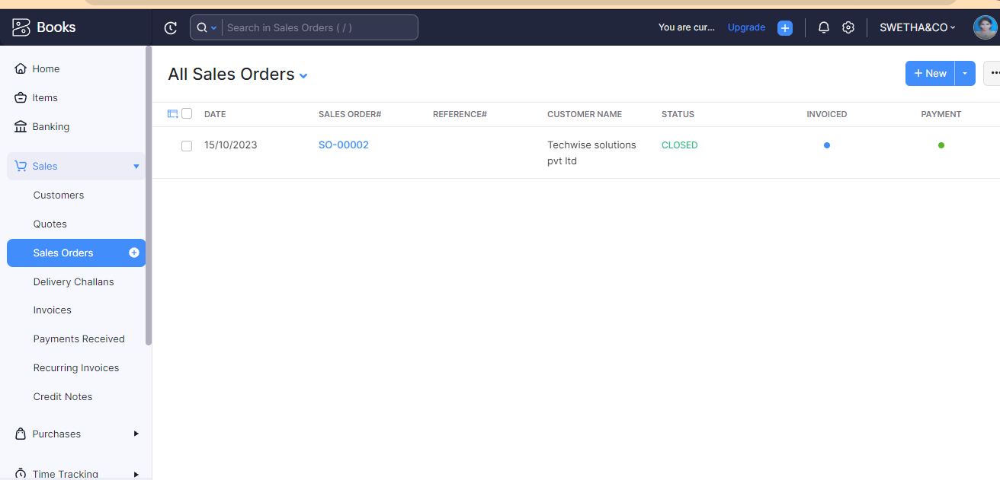 Books
Search in Sales Orders ( / )
You are cur...
Upgrade
SWETHA&CO
Home
Items
Banking
Sales
Customers
Quotes
Sales Orders
Delivery Challans
Invoices
Payments Received
Recurring Invoices
Credit Notes
Purchases
Time Tracking
All Sales Orders
+ New
DATE SALES ORDER# REFERENCE# CUSTOMER NAME STATUS INVOICED PAYMENT
15/10/2023 SO-00002 Techwise solutions CLOSED
pvt ltd